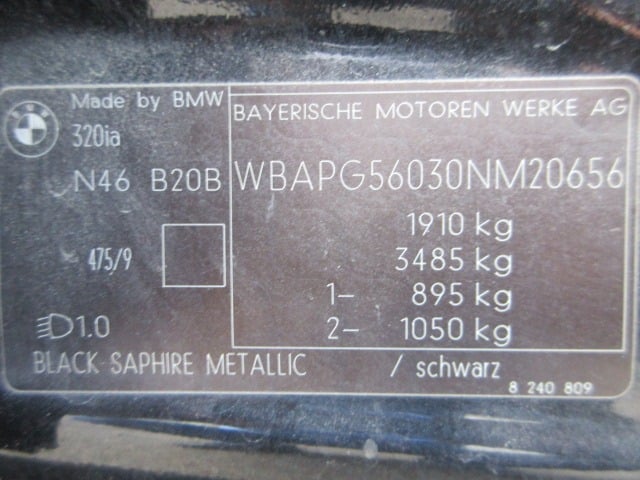 Made by BMW
320ia
N46 B20B
475/9
1.0
BAYERISCHE MOTOREN WERKE AG
WBAPG56030NM20656
1910 kg
3485 kg
1- 895 kg
2- 1050 kg
BLACK SAPHIRE METALLIC / schwarz
8 240 809